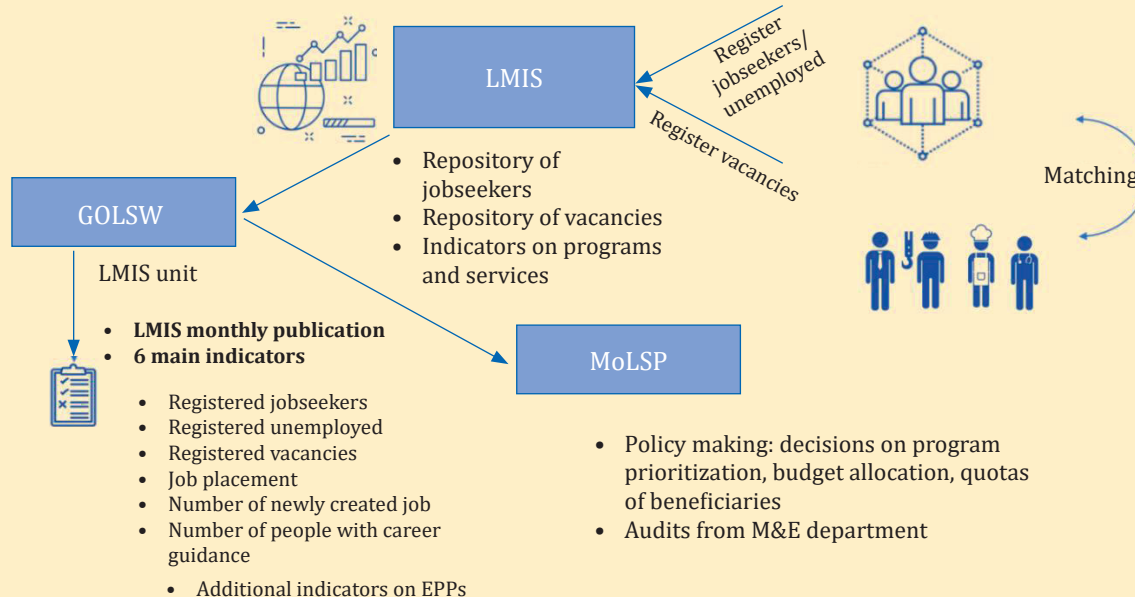 LMIS
Register
jobseekers/
unemployed
Register vacancies
Matching
• Repository of
jobseekers
• Repository of vacancies
• Indicators on programs
and services
GOLSW
LMIS unit
• LMIS monthly publication
• 6 main indicators
• Registered jobseekers
• Registered unemployed
• Registered vacancies
• Job placement
• Number of newly created job
• Number of people with career
guidance
• Additional indicators on EPPs
MoLSP
• Policy making: decisions on program
prioritization, budget allocation, quotas
of beneficiaries
• Audits from M&E department